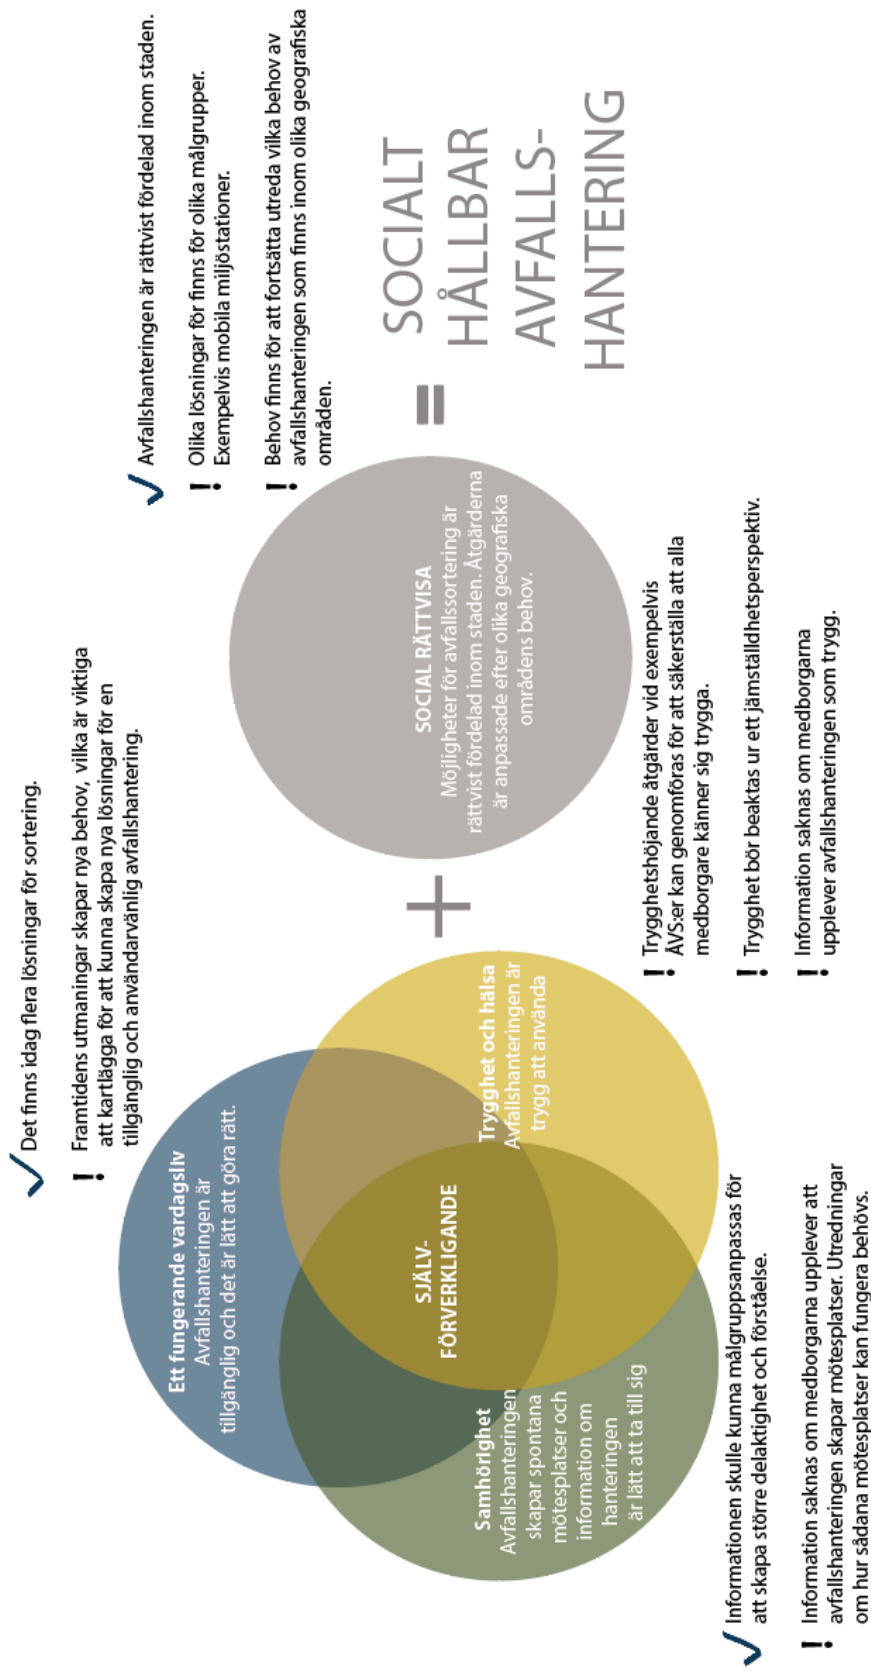 Det finns idag flera lösningar för sortering.
! Framtidens utmaningar skapar nya behov, vilka är viktiga
att kartlägga för att kunna skapa nya lösningar för en
tillgänglig och användarvänlig avfallshantering.
Avfallshanteringen är rättvist fördelad inom staden.
! Olika lösningar för finns för olika målgrupper.
Exempelvis mobila miljöstationer.
! Behov finns för att fortsätta utreda vilka behov av
avfallshanteringen som finns inom olika geografiska
områden.
Ett fungerande vardagsliv
Avfallshanteringen är
tillgänglig och det är lätt att göra rätt.
SJÄLV-
FÖRVERKLIGANDE
Samhörighet
Avfallshanteringen
skapar spontana
mötesplatser och
information om
hanteringen
är lätt att ta till sig
Trygghet och hälsa
Avfallshanteringen är
trygg att använda
+
SOCIAL RÄTTVISA
Möjligheter för avfallssortering är
rättvist fördelad inom staden. Åtgärderna
är anpassade efter olika geografiska
områdens behov.
=
SOCIALT
HÅLLBAR
AVFALLS-
HANTERING
Informationen skulle kunna målgruppsanpassas för
att skapa större delaktighet och förståelse.
! Information saknas om medborgarna upplever att
avfallshanteringen skapar mötesplatser. Utredningar
om hur sådana mötesplatser kan fungera behövs.
! Trygghetshöjande åtgärder vid exempelvis
ÅVS:er kan genomföras för att säkerställa att alla
medborgare känner sig trygga.
! Trygghet bör beaktas ur ett jämställdhetsperspektiv.
! Information saknas om medborgarna
upplever avfallshanteringen som trygg.